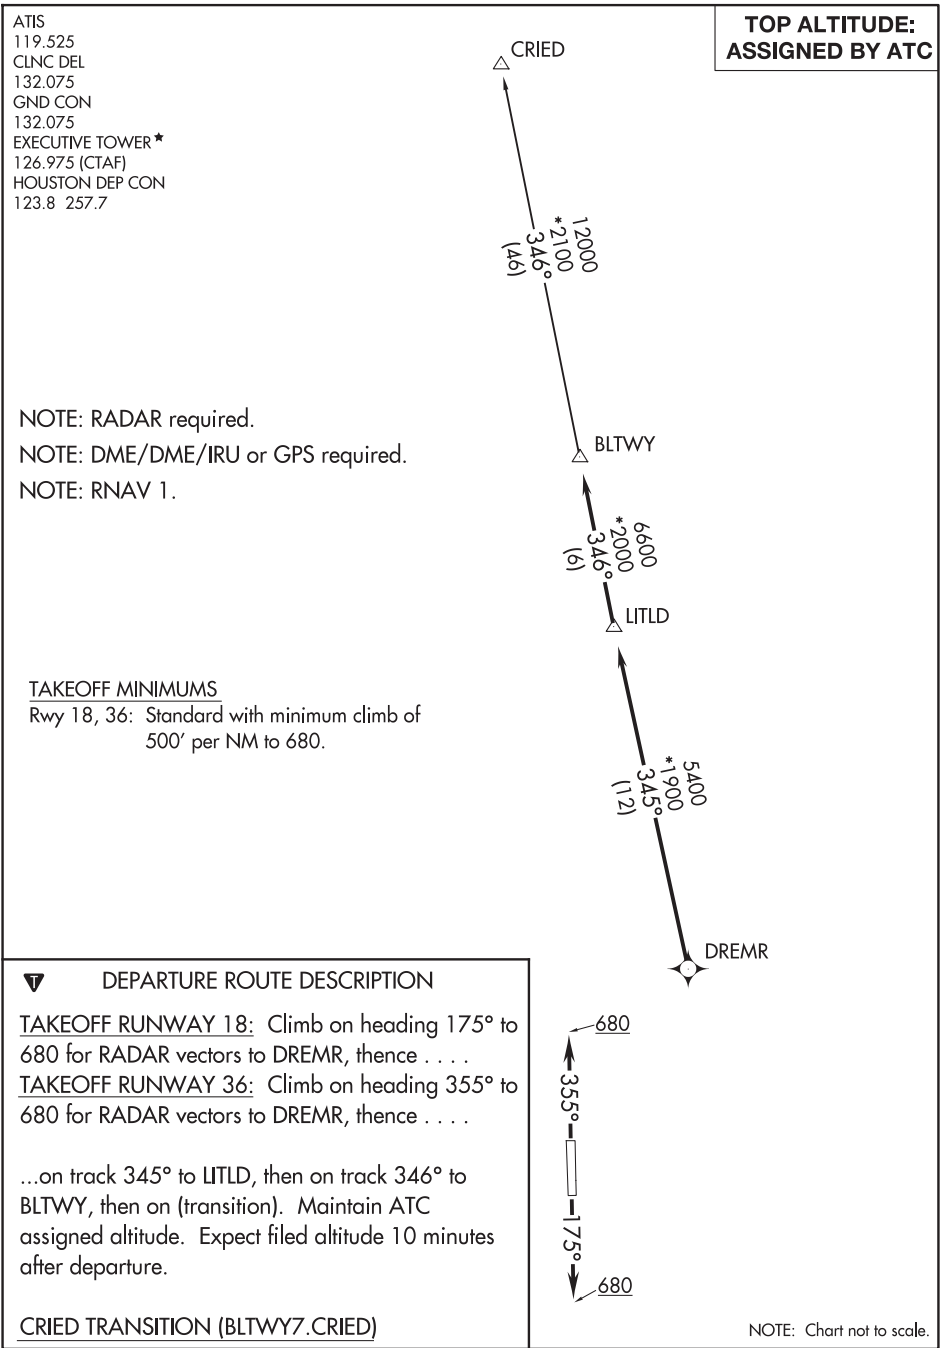 ATIS
119.525
CLNC DEL
132.075
GND CON
132.075
EXECUTIVE TOWER★
126.975 (CTAF)
HOUSTON DEP CON
123.8 257.7
TOP ALTITUDE:
ASSIGNED BY ATC
CRIED
12000
*2100
346°
(46)
NOTE: RADAR required.
NOTE: DME/DME/IRU or GPS required.
NOTE: RNAV 1.
BLTWY
6600
*2000
346°
(6)
LITLD
TAKEOFF MINIMUMS
Rwy 18, 36: Standard with minimum climb of
500' per NM to 680.
5400
*1900
345°
(12)
DREMR
T DEPARTURE ROUTE DESCRIPTION
TAKEOFF RUNWAY 18: Climb on heading 175° to
680 for RADAR vectors to DREMR, thence . . . .
TAKEOFF RUNWAY 36: Climb on heading 355° to
680 for RADAR vectors to DREMR, thence . . . .
...on track 345° to LITLD, then on track 346° to
BLTWY, then on (transition). Maintain ATC
assigned altitude. Expect filed altitude 10 minutes
after departure.
CRIED TRANSITION (BLTWY7.CRIED)
680
355°
175°
680
NOTE: Chart not to scale.